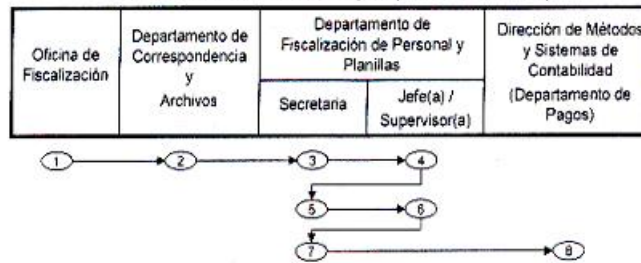 Oficina de
Fiscalización
Departamento de
Correspondencia
y
Archivos
Departamento de
Fiscalización de Personal y
Planillas
Secretaria
Jefe(a) /
Supervisor(a)
Dirección de Métodos
y Sistemas de
Contabilidad
(Departamento de
Pagos)
1
2
3
4
5
6
7
8